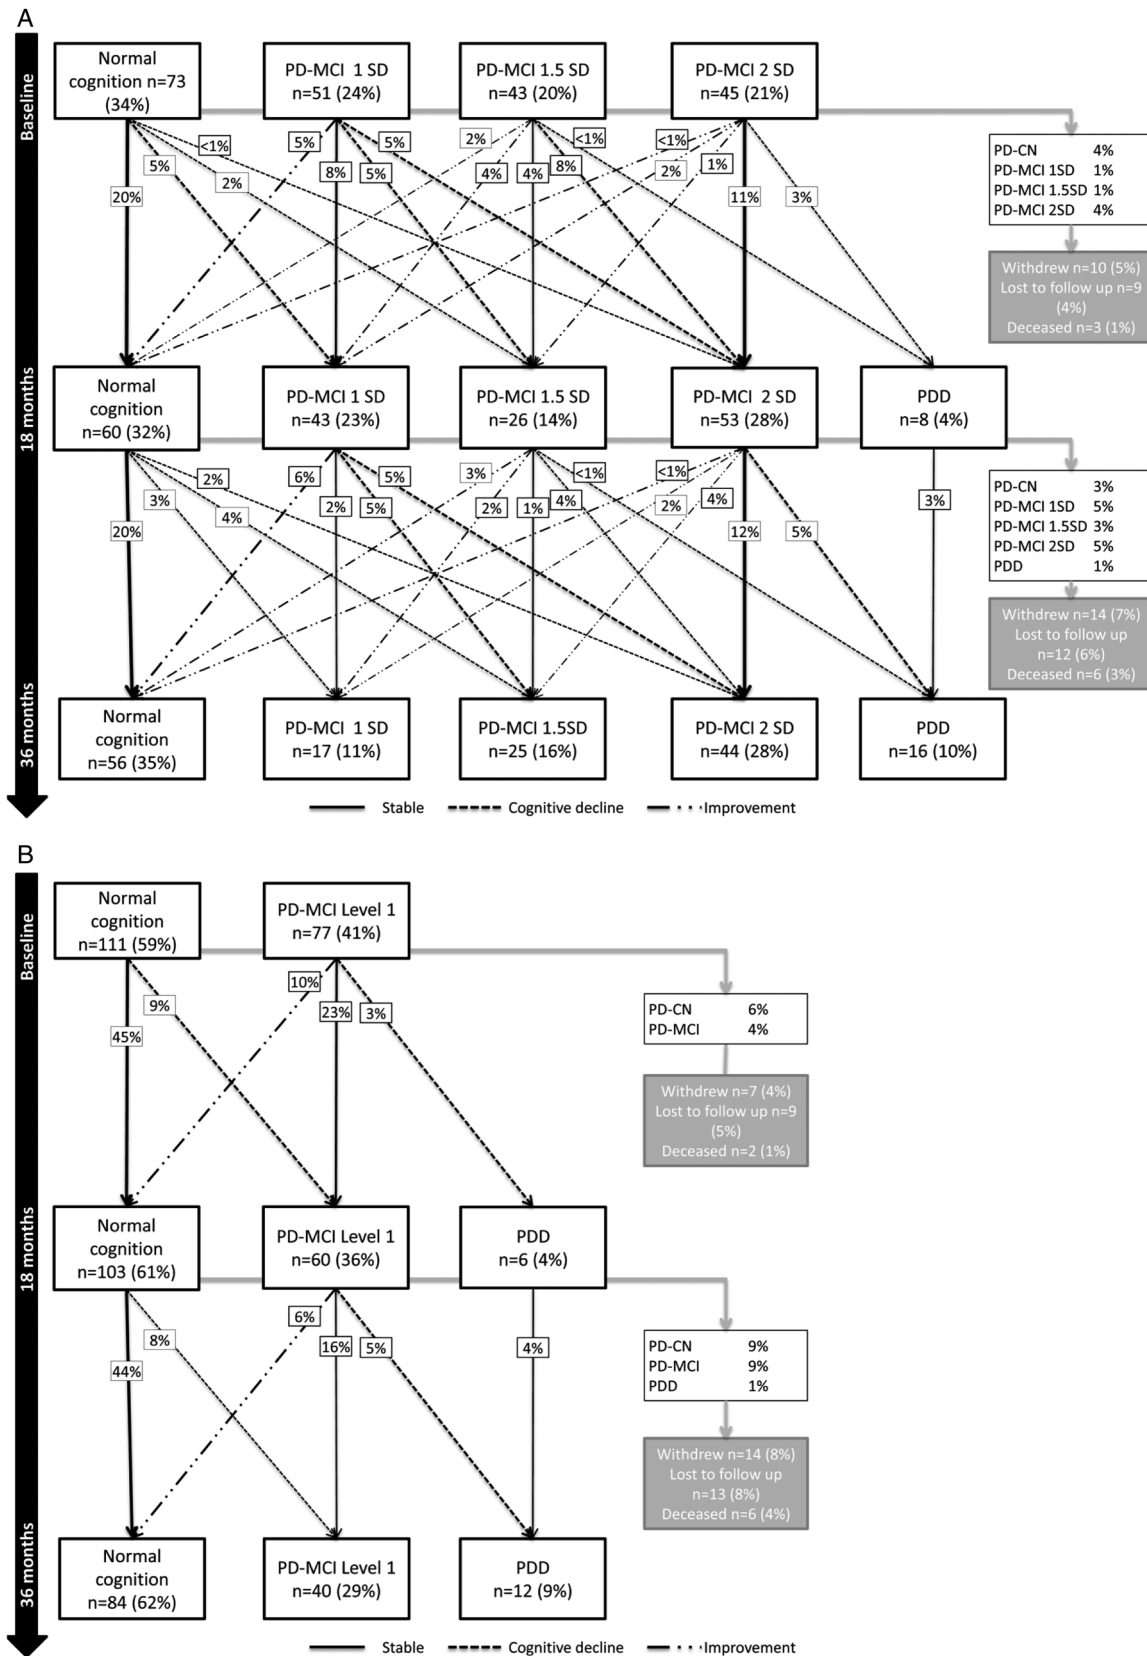 A
Baseline
Normal
cognition n=73
(34%)
PD-MCI 1 SD
n=51 (24%)
PD-MCI 1.5 SD
n=43 (20%)
PD-MCI 2 SD
n=45 (21%)
<1%
5%
2%
20%
5%
8%
5%
5%
2%
4%
4%
8%
<1%
<1%
2%
1%
11%
3%
PD-CN 4%
PD-MCI 1SD 1%
PD-MCI 1.5SD 1%
PD-MCI 2SD 4%
Withdrew n=10 (5%)
Lost to follow up n=9
(4%)
Deceased n=3 (1%)
18 months
Normal
cognition
n=60 (32%)
PD-MCI 1 SD
n=43 (23%)
PD-MCI 1.5 SD
n=26 (14%)
PD-MCI 2 SD
n=53 (28%)
PDD
n=8 (4%)
2%
3%
4%
20%
6%
2%
5%
5%
3%
2%
1%
4%
<1%
<1%
2%
4%
12%
5%
3%
PD-CN 3%
PD-MCI 1SD 5%
PD-MCI 1.5SD 3%
PD-MCI 2SD 5%
PDD 1%
Withdrew n=14 (7%)
Lost to follow up
n=12 (6%)
Deceased n=6 (3%)
36 months
Normal
cognition
n=56 (35%)
PD-MCI 1 SD
n=17 (11%)
PD-MCI 1.5SD
n=25 (16%)
PD-MCI 2 SD
n=44 (28%)
PDD
n=16 (10%)
Stable Cognitive decline Improvement
B
Baseline
Normal
cognition
n=111 (59%)
PD-MCI Level 1
n=77 (41%)
9%
45%
10%
23%
3%
PD-CN 6%
PD-MCI 4%
Withdrew n=7 (4%)
Lost to follow up n=9
(5%)
Deceased n=2 (1%)
18 months
Normal
cognition
n=103 (61%)
PD-MCI Level 1
n=60 (36%)
PDD
n=6 (4%)
8%
44%
6%
16%
5%
4%
PD-CN 9%
PD-MCI 9%
PDD 1%
Withdrew n=14 (8%)
Lost to follow up
n=13 (8%)
Deceased n=6 (4%)
36 months
Normal
cognition
n=84 (62%)
PD-MCI Level 1
n=40 (29%)
PDD
n=12 (9%)
Stable Cognitive decline Improvement